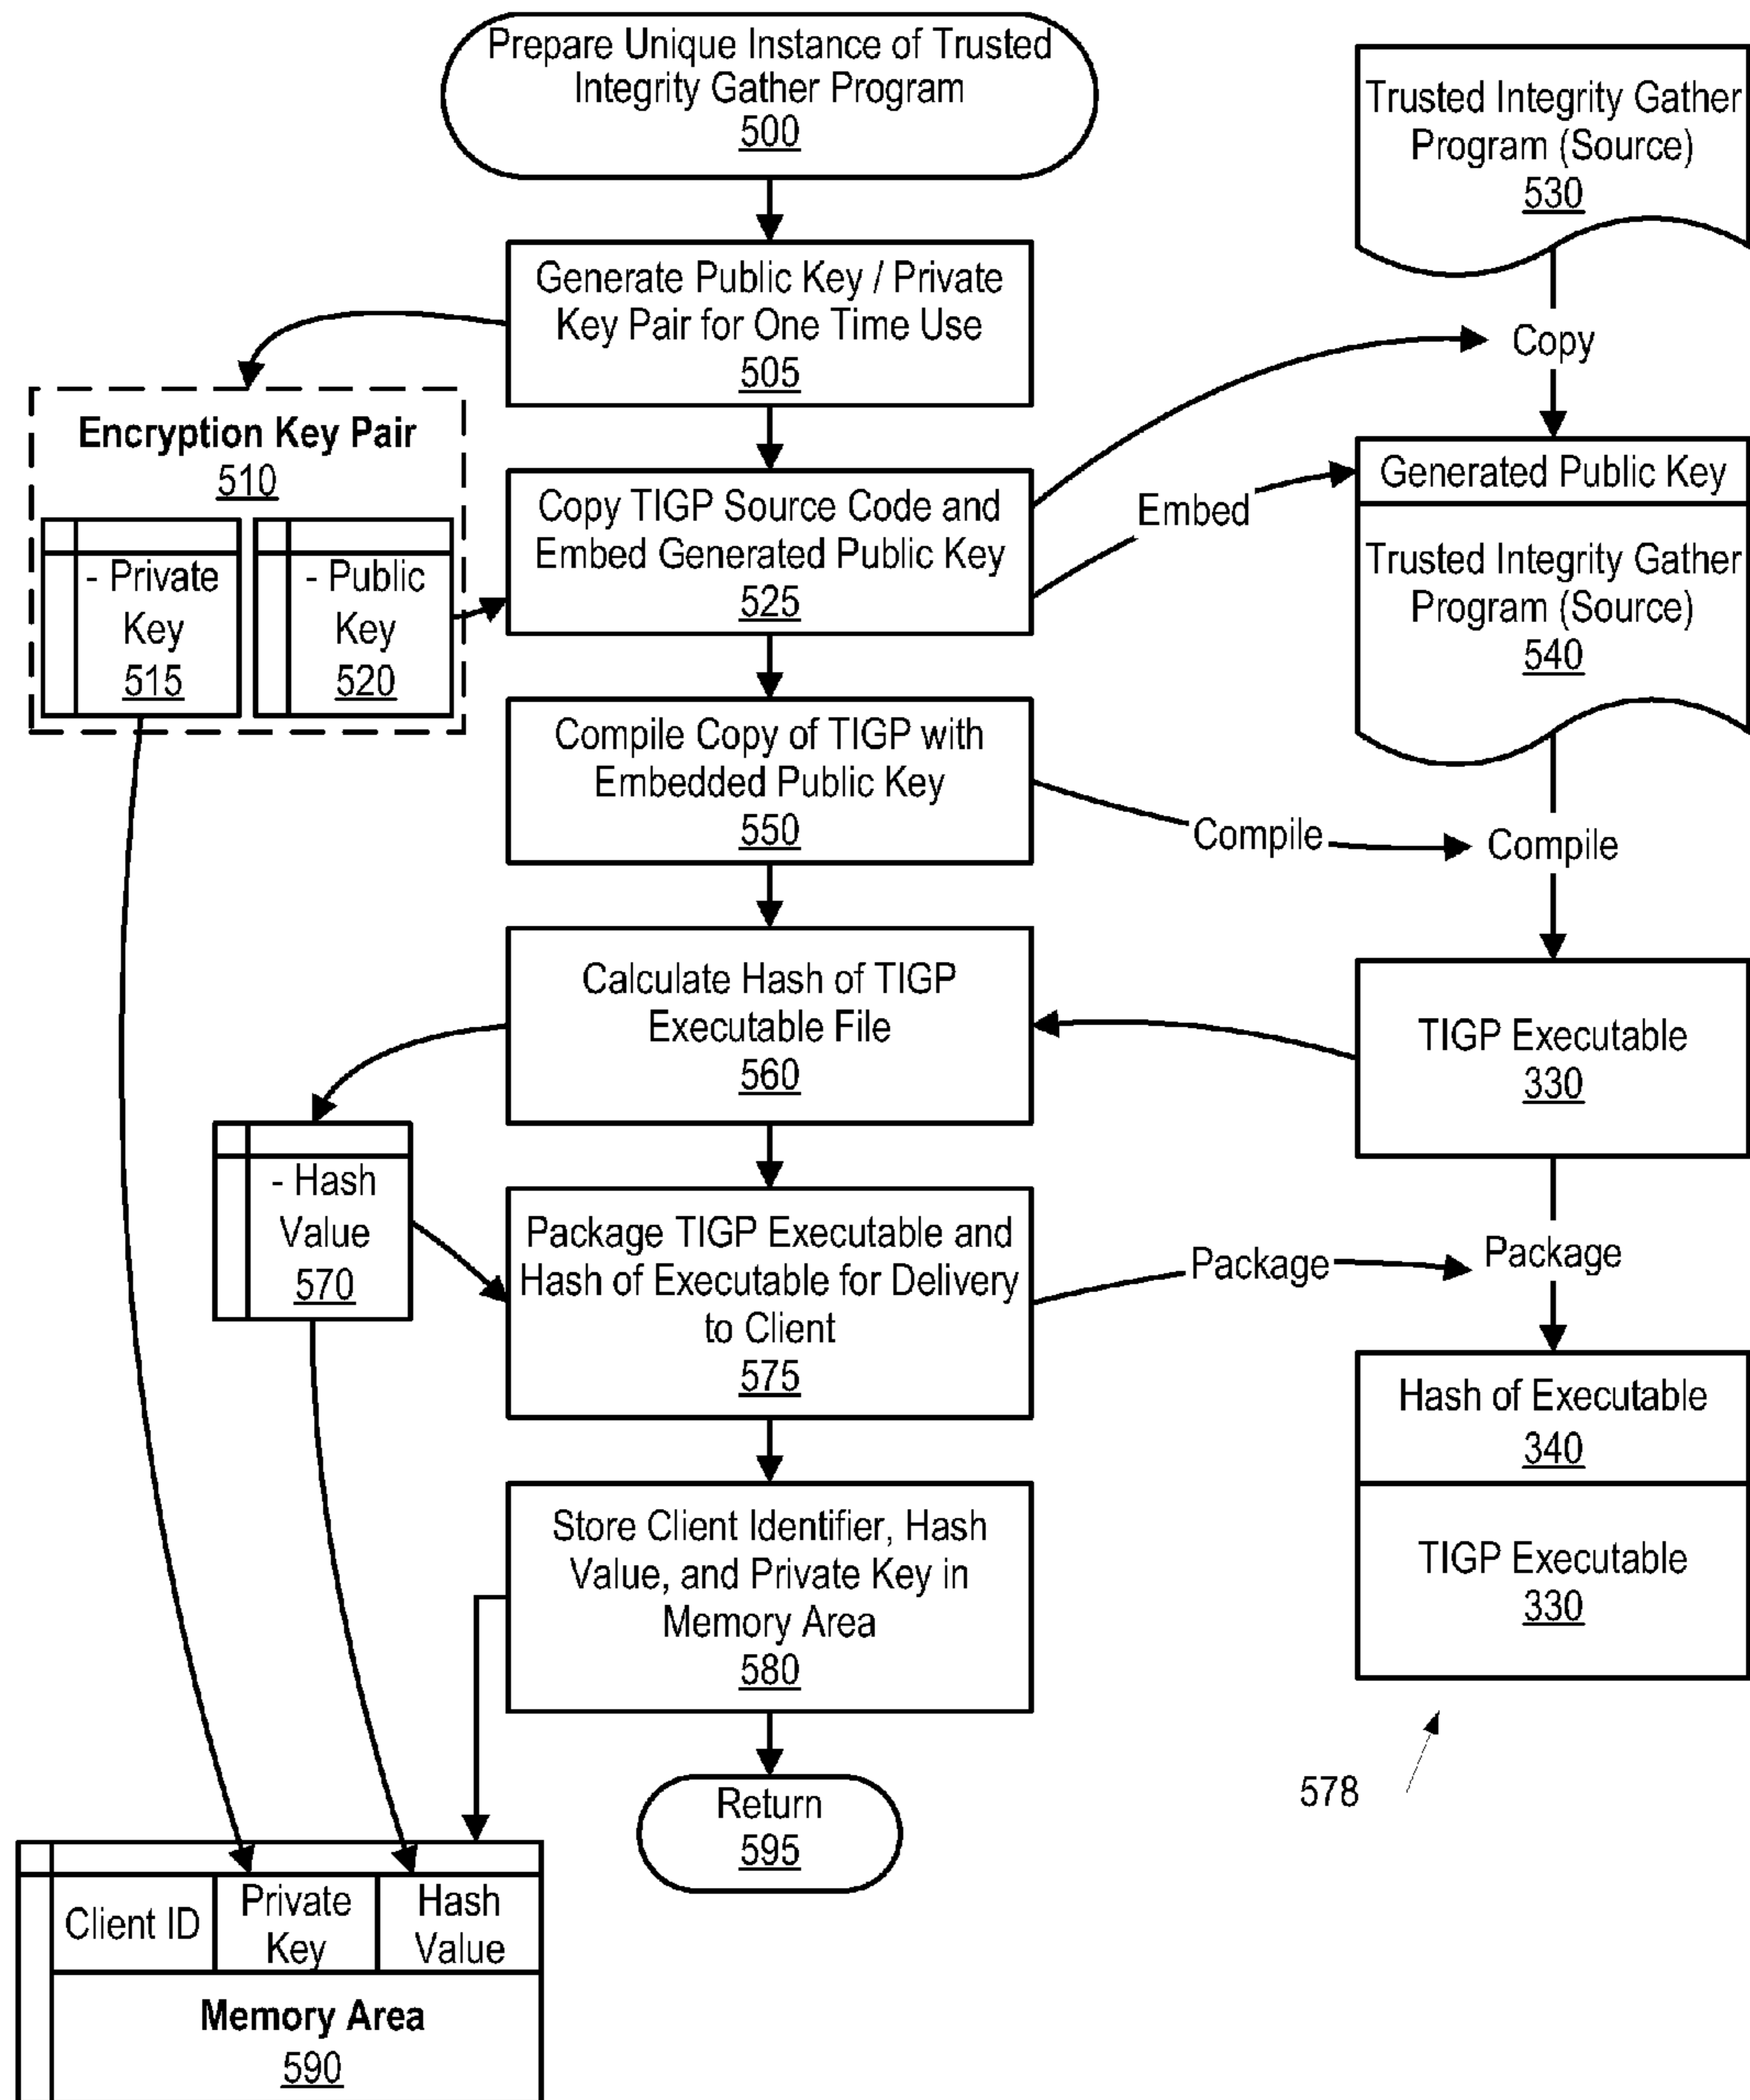 Prepare Unique Instance of Trusted
Integrity Gather Program
500
Generate Public Key / Private
Key Pair for One Time Use
505
Encryption Key Pair
510
- Private
Key
515
- Public
Key
520
Copy TIGP Source Code and
Embed Generated Public Key
525
Compile Copy of TIGP with
Embedded Public Key
550
Calculate Hash of TIGP
Executable File
560
- Hash
Value
570
Package TIGP Executable and
Hash of Executable for Delivery
to Client
575
Store Client Identifier, Hash
Value, and Private Key in
Memory Area
580
Return
595
Client ID
Private
Key
Hash
Value
Memory Area
590
Trusted Integrity Gather
Program (Source)
530
Copy
Embed
Generated Public Key
Trusted Integrity Gather
Program (Source)
540
Compile
Compile
TIGP Executable
330
Package
Package
Hash of Executable
340
TIGP Executable
330
578